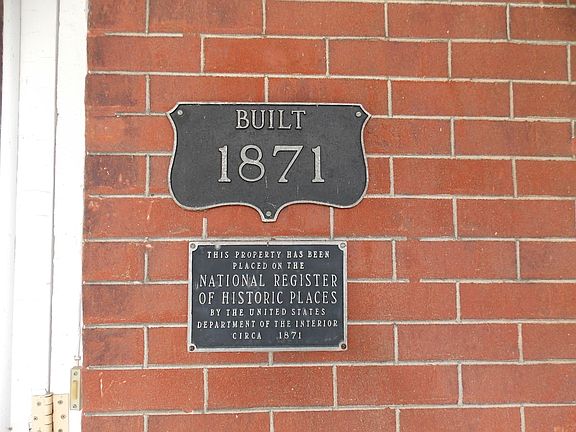 BUILT
1871
THIS PROPERTY HAS BEEN
PLACED ON THE
NATIONAL REGISTER
OF HISTORIC PLACES
BY THE UNITED STATES
DEPARTMENT OF THE INTERIOR
CIRCA 1871